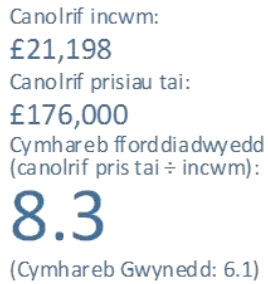 Canolrif incwm:
£21,198
Canolrif prisiau tai:
£176,000
Cymhareb fforddiadwyedd
(canolrif pris tai ÷ incwm):
8.3
(Cymhareb Gwynedd: 6.1)